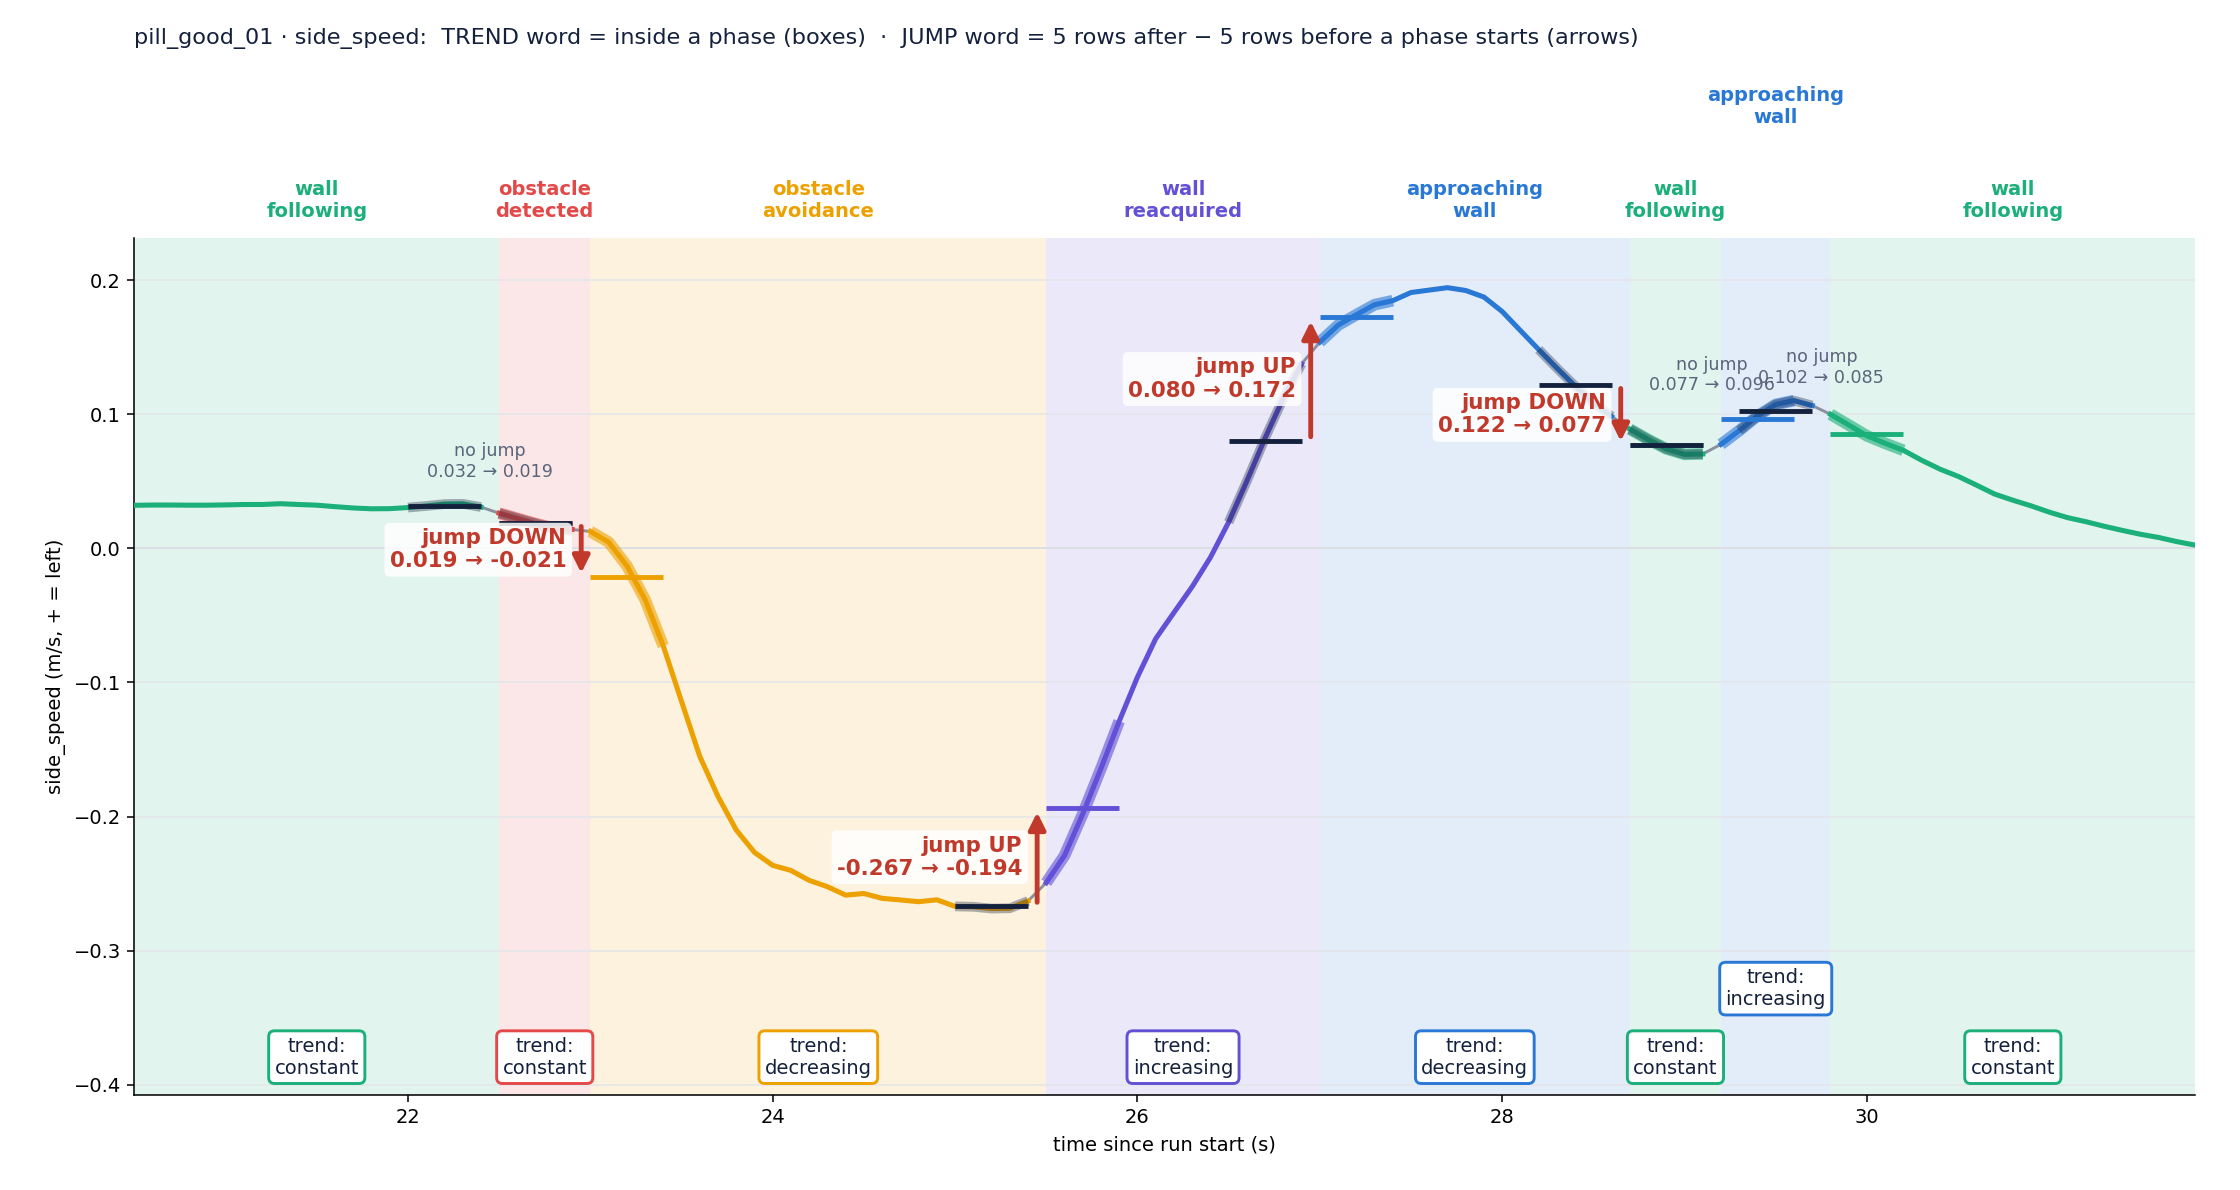 pill_good_01 · side_speed:  TREND word = inside a phase (boxes)  ·  JUMP word = 5 rows after − 5 rows before a phase starts (arrows)
approaching
wall
wall
following
obstacle
detected
obstacle
avoidance
wall
reacquired
approaching
wall
wall
following
wall
following
0.2
0.1
0.0
−0.1
−0.2
−0.3
−0.4
side_speed (m/s, + = left)
no jump
0.032 → 0.019
jump DOWN
0.019 → -0.021
jump UP
-0.267 → -0.194
jump UP
0.080 → 0.172
jump DOWN
0.122 → 0.077
no jump
0.077 → 0.096
no jump
0.102 → 0.085
trend:
constant
trend:
constant
trend:
decreasing
trend:
increasing
trend:
decreasing
trend:
constant
trend:
increasing
trend:
constant
22
24
26
28
30
time since run start (s)